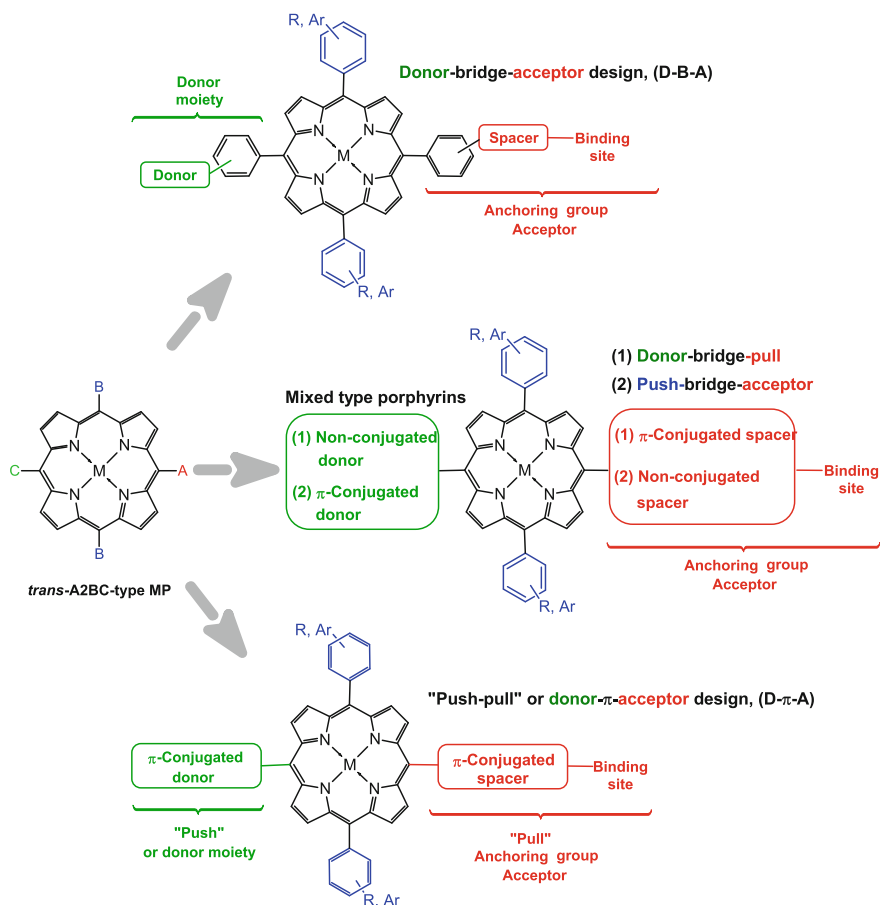 R, Ar
Donor-bridge-acceptor design, (D-B-A)
Donor
moiety
N N
M
N N
Donor
Spacer
Binding
site
Anchoring group
Acceptor
R, Ar
R, Ar
(1) Donor-bridge-pull
(2) Push-bridge-acceptor
Mixed type porphyrins
B
N N
C M A
N N
B
trans-A2BC-type MP
(1) Non-conjugated
donor
(2) π-Conjugated
donor
N N
M
N N
(1) π-Conjugated spacer
(2) Non-conjugated
spacer
Binding
site
Anchoring group
Acceptor
R, Ar
R, Ar
"Push-pull" or donor-π-acceptor design, (D-π-A)
π-Conjugated
donor
N N
M
N N
π-Conjugated
spacer
Binding
site
"Push"
or donor moiety
"Pull"
Anchoring group
Acceptor
R, Ar